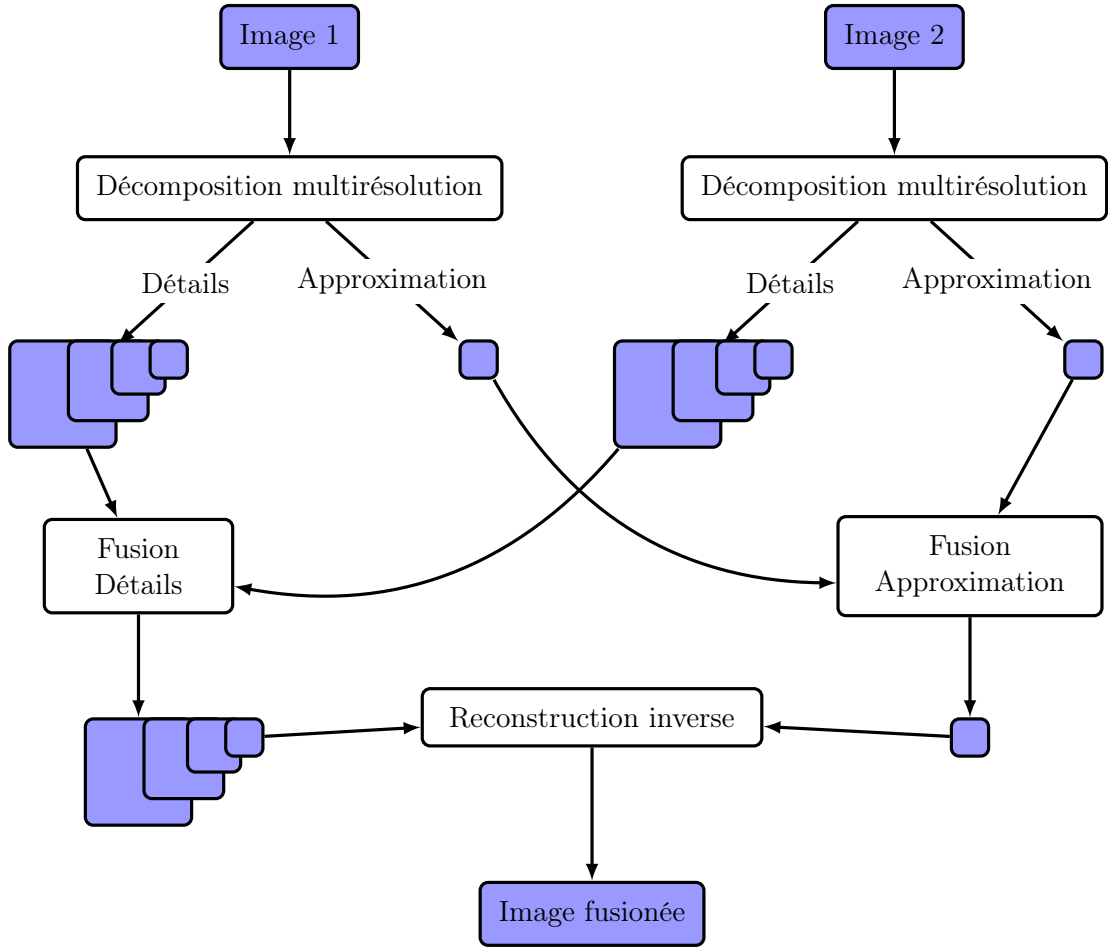 Image 1
Image 2
Décomposition multirésolution
Décomposition multirésolution
Détails
Approximation
Détails
Approximation
Fusion
Détails
Fusion
Approximation
Reconstruction inverse
Image fusionée